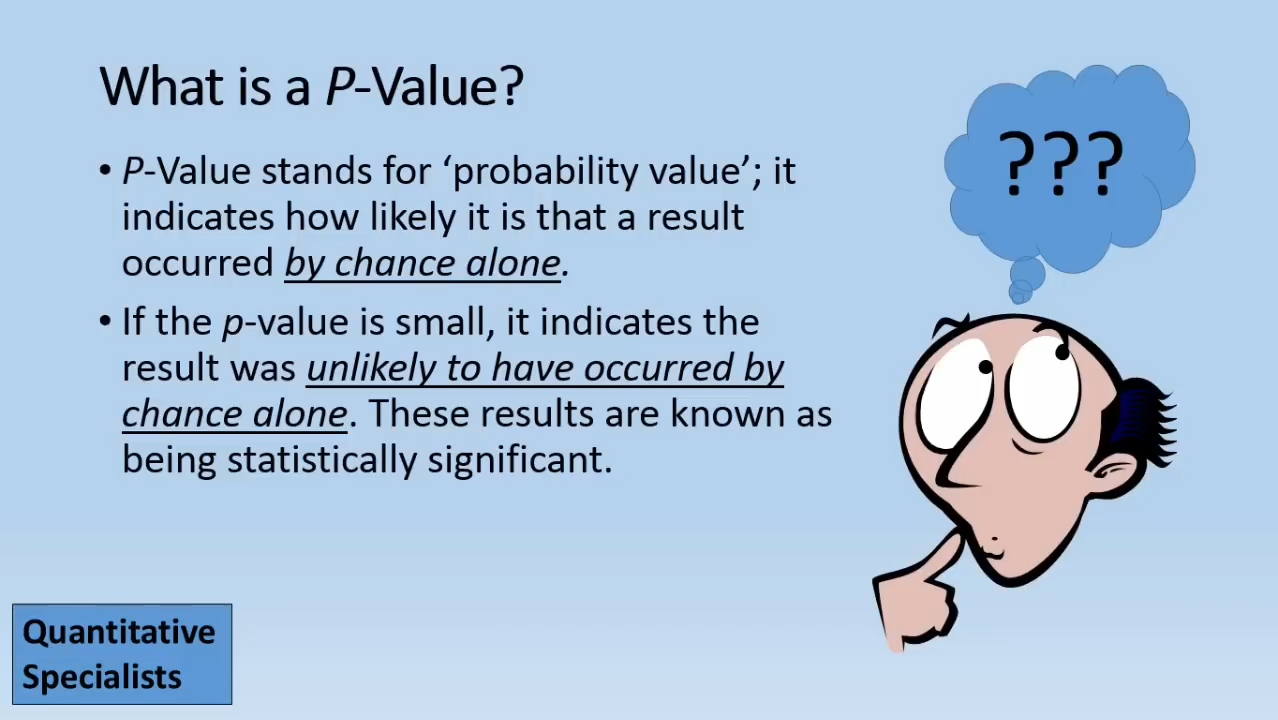 What is a P-Value?
• P-Value stands for ‘probability value’; it
indicates how likely it is that a result
occurred by chance alone.
• If the p-value is small, it indicates the
result was unlikely to have occurred by
chance alone. These results are known as
being statistically significant.
???
Quantitative
Specialists